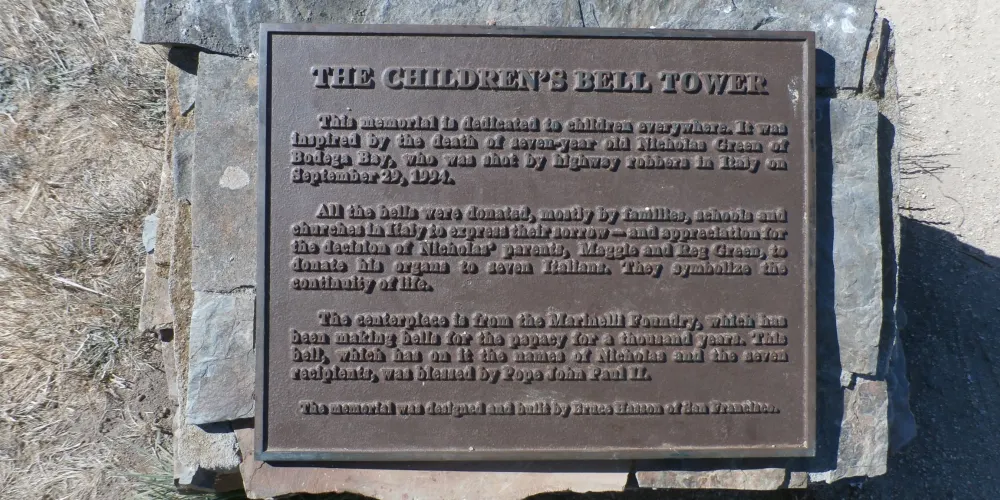 THE CHILDREN'S BELL TOWER
This memorial is dedicated to children everywhere. It was
inspired by the death of seven-year old Nicholas Green of
Bodega Bay, who was shot by highway robbers in Italy on
September 29, 1994.
All the bells were donated, mostly by families, schools and
churches in Italy to express their sorrow—and appreciation for
the decision of Nicholas' parents, Maggie and Reg Green, to
donate his organs to seven Italians. They symbolize the
continuity of life.
The centerpiece is from the Marinelli Foundry, which has
been making bells for the papacy for a thousand years. This
bell, which has on it the names of Nicholas and the seven
recipients, was blessed by Pope John Paul II.
The memorial was designed and built by Bruce Hasson of San Francisco.